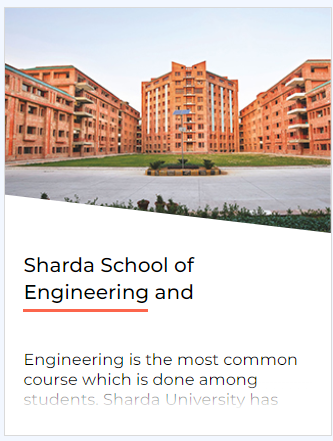 Sharda School of
Engineering and
Engineering is the most common
course which is done among
students. Sharda University has